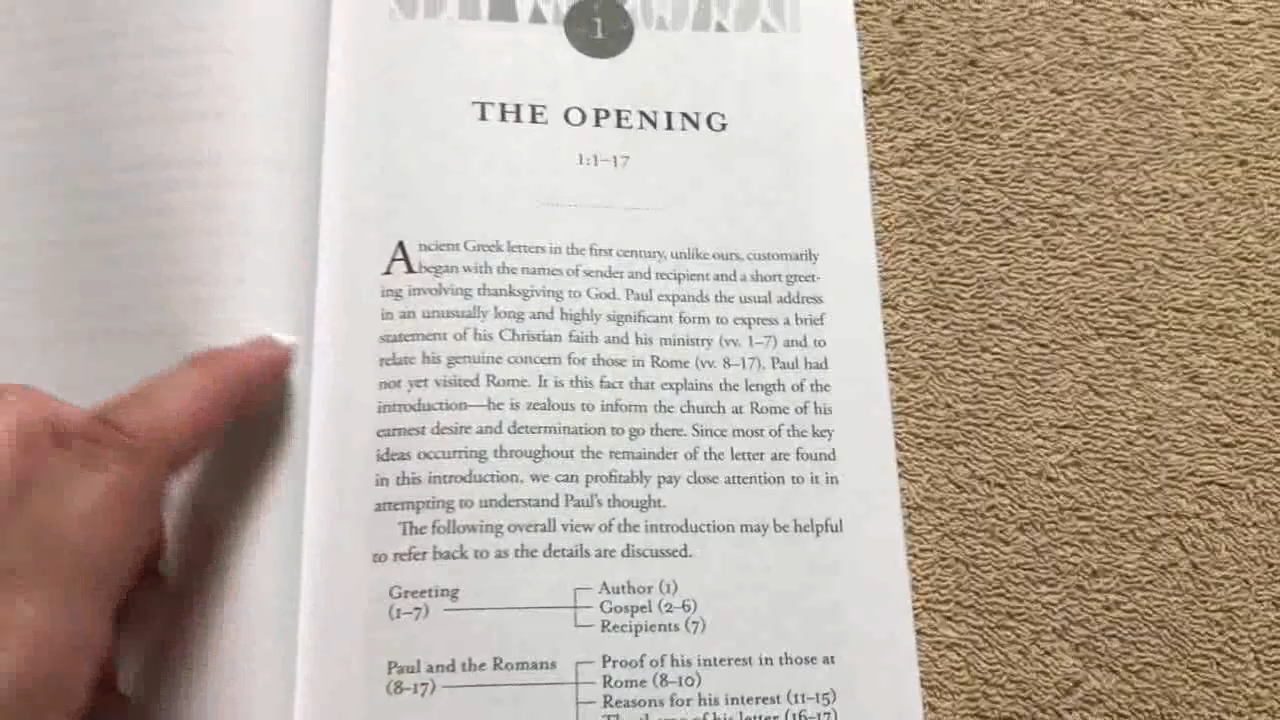 1
THE OPENING
1:1–17
Ancient Greek letters in the first century, unlike ours, customarily
began with the names of sender and recipient and a short greet-
ing involving thanksgiving to God. Paul expands the usual address
in an unusually long and highly significant form to express a brief
statement of his Christian faith and his ministry (vv. 1–7) and to
relate his genuine concern for those in Rome (vv. 8–17). Paul had
not yet visited Rome. It is this fact that explains the length of the
introduction—he is zealous to inform the church at Rome of his
earnest desire and determination to go there. Since most of the key
ideas occurring throughout the remainder of the letter are found
in this introduction, we can profitably pay close attention to it in
attempting to understand Paul's thought.
The following overall view of the introduction may be helpful
to refer back to as the details are discussed.
Greeting
(1–7)
Author (1)
Gospel (2–6)
Recipients (7)
Paul and the Romans
(8–17)
Proof of his interest in those at
Rome (8–10)
Reasons for his interest (11–15)
of his letter (16–17)